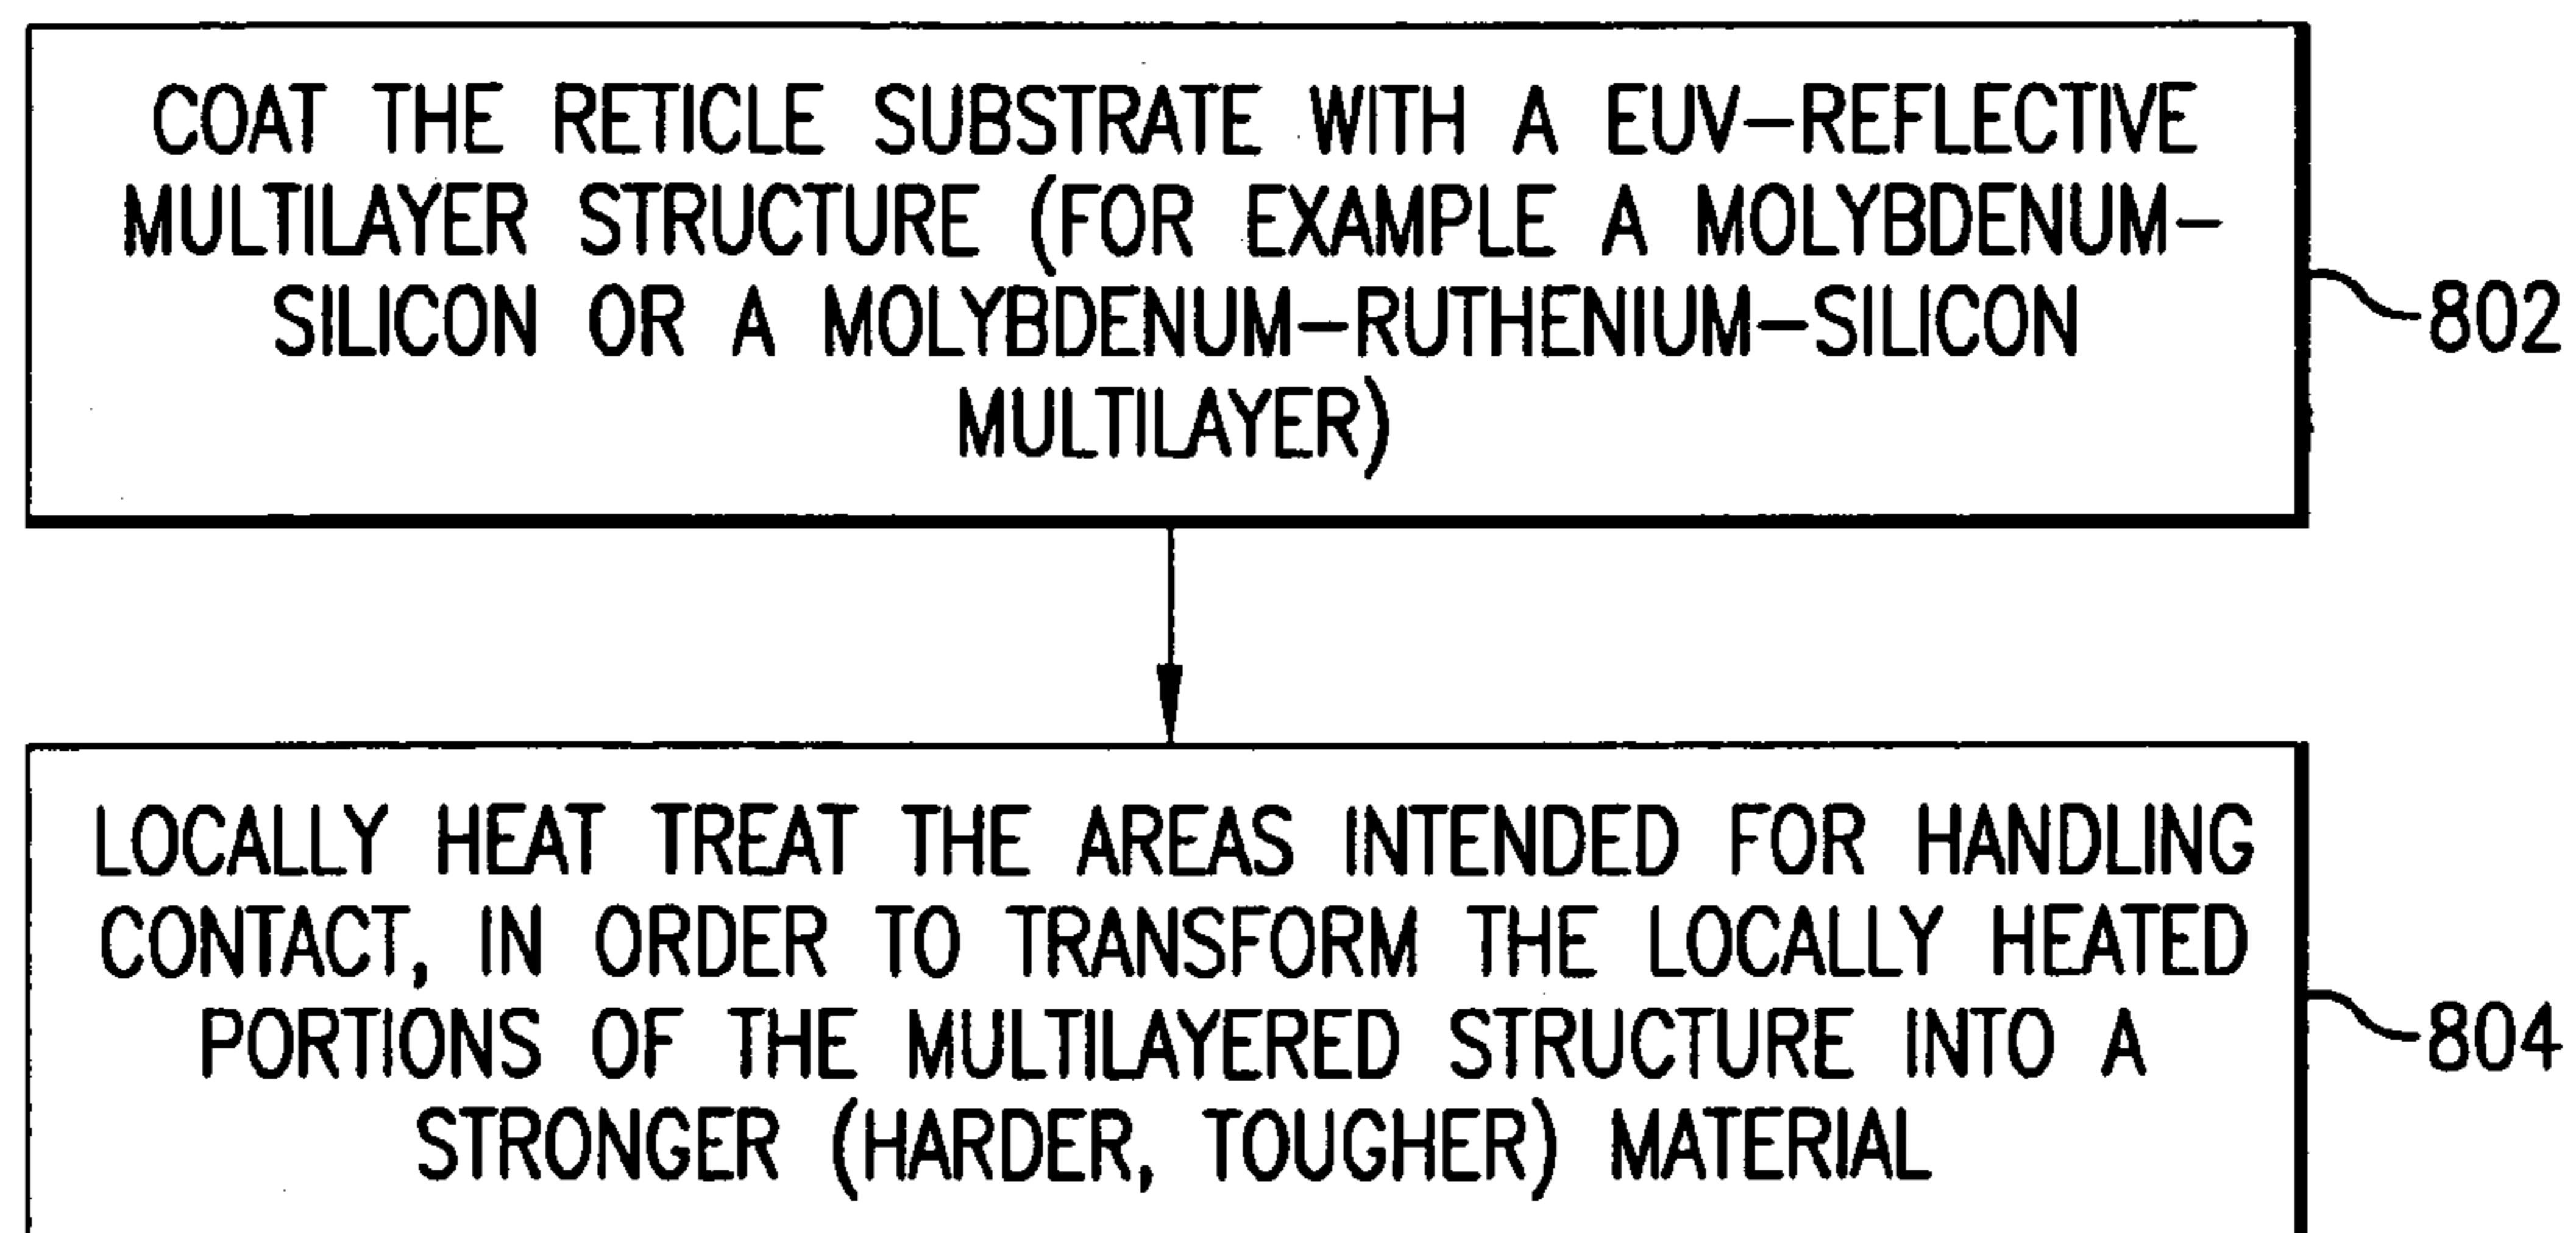 COAT THE RETICLE SUBSTRATE WITH A EUV–REFLECTIVE
MULTILAYER STRUCTURE (FOR EXAMPLE A MOLYBDENUM–
SILICON OR A MOLYBDENUM–RUTHENIUM–SILICON
MULTILAYER)
802
LOCALLY HEAT TREAT THE AREAS INTENDED FOR HANDLING
CONTACT, IN ORDER TO TRANSFORM THE LOCALLY HEATED
PORTIONS OF THE MULTILAYERED STRUCTURE INTO A
STRONGER (HARDER, TOUGHER) MATERIAL
804